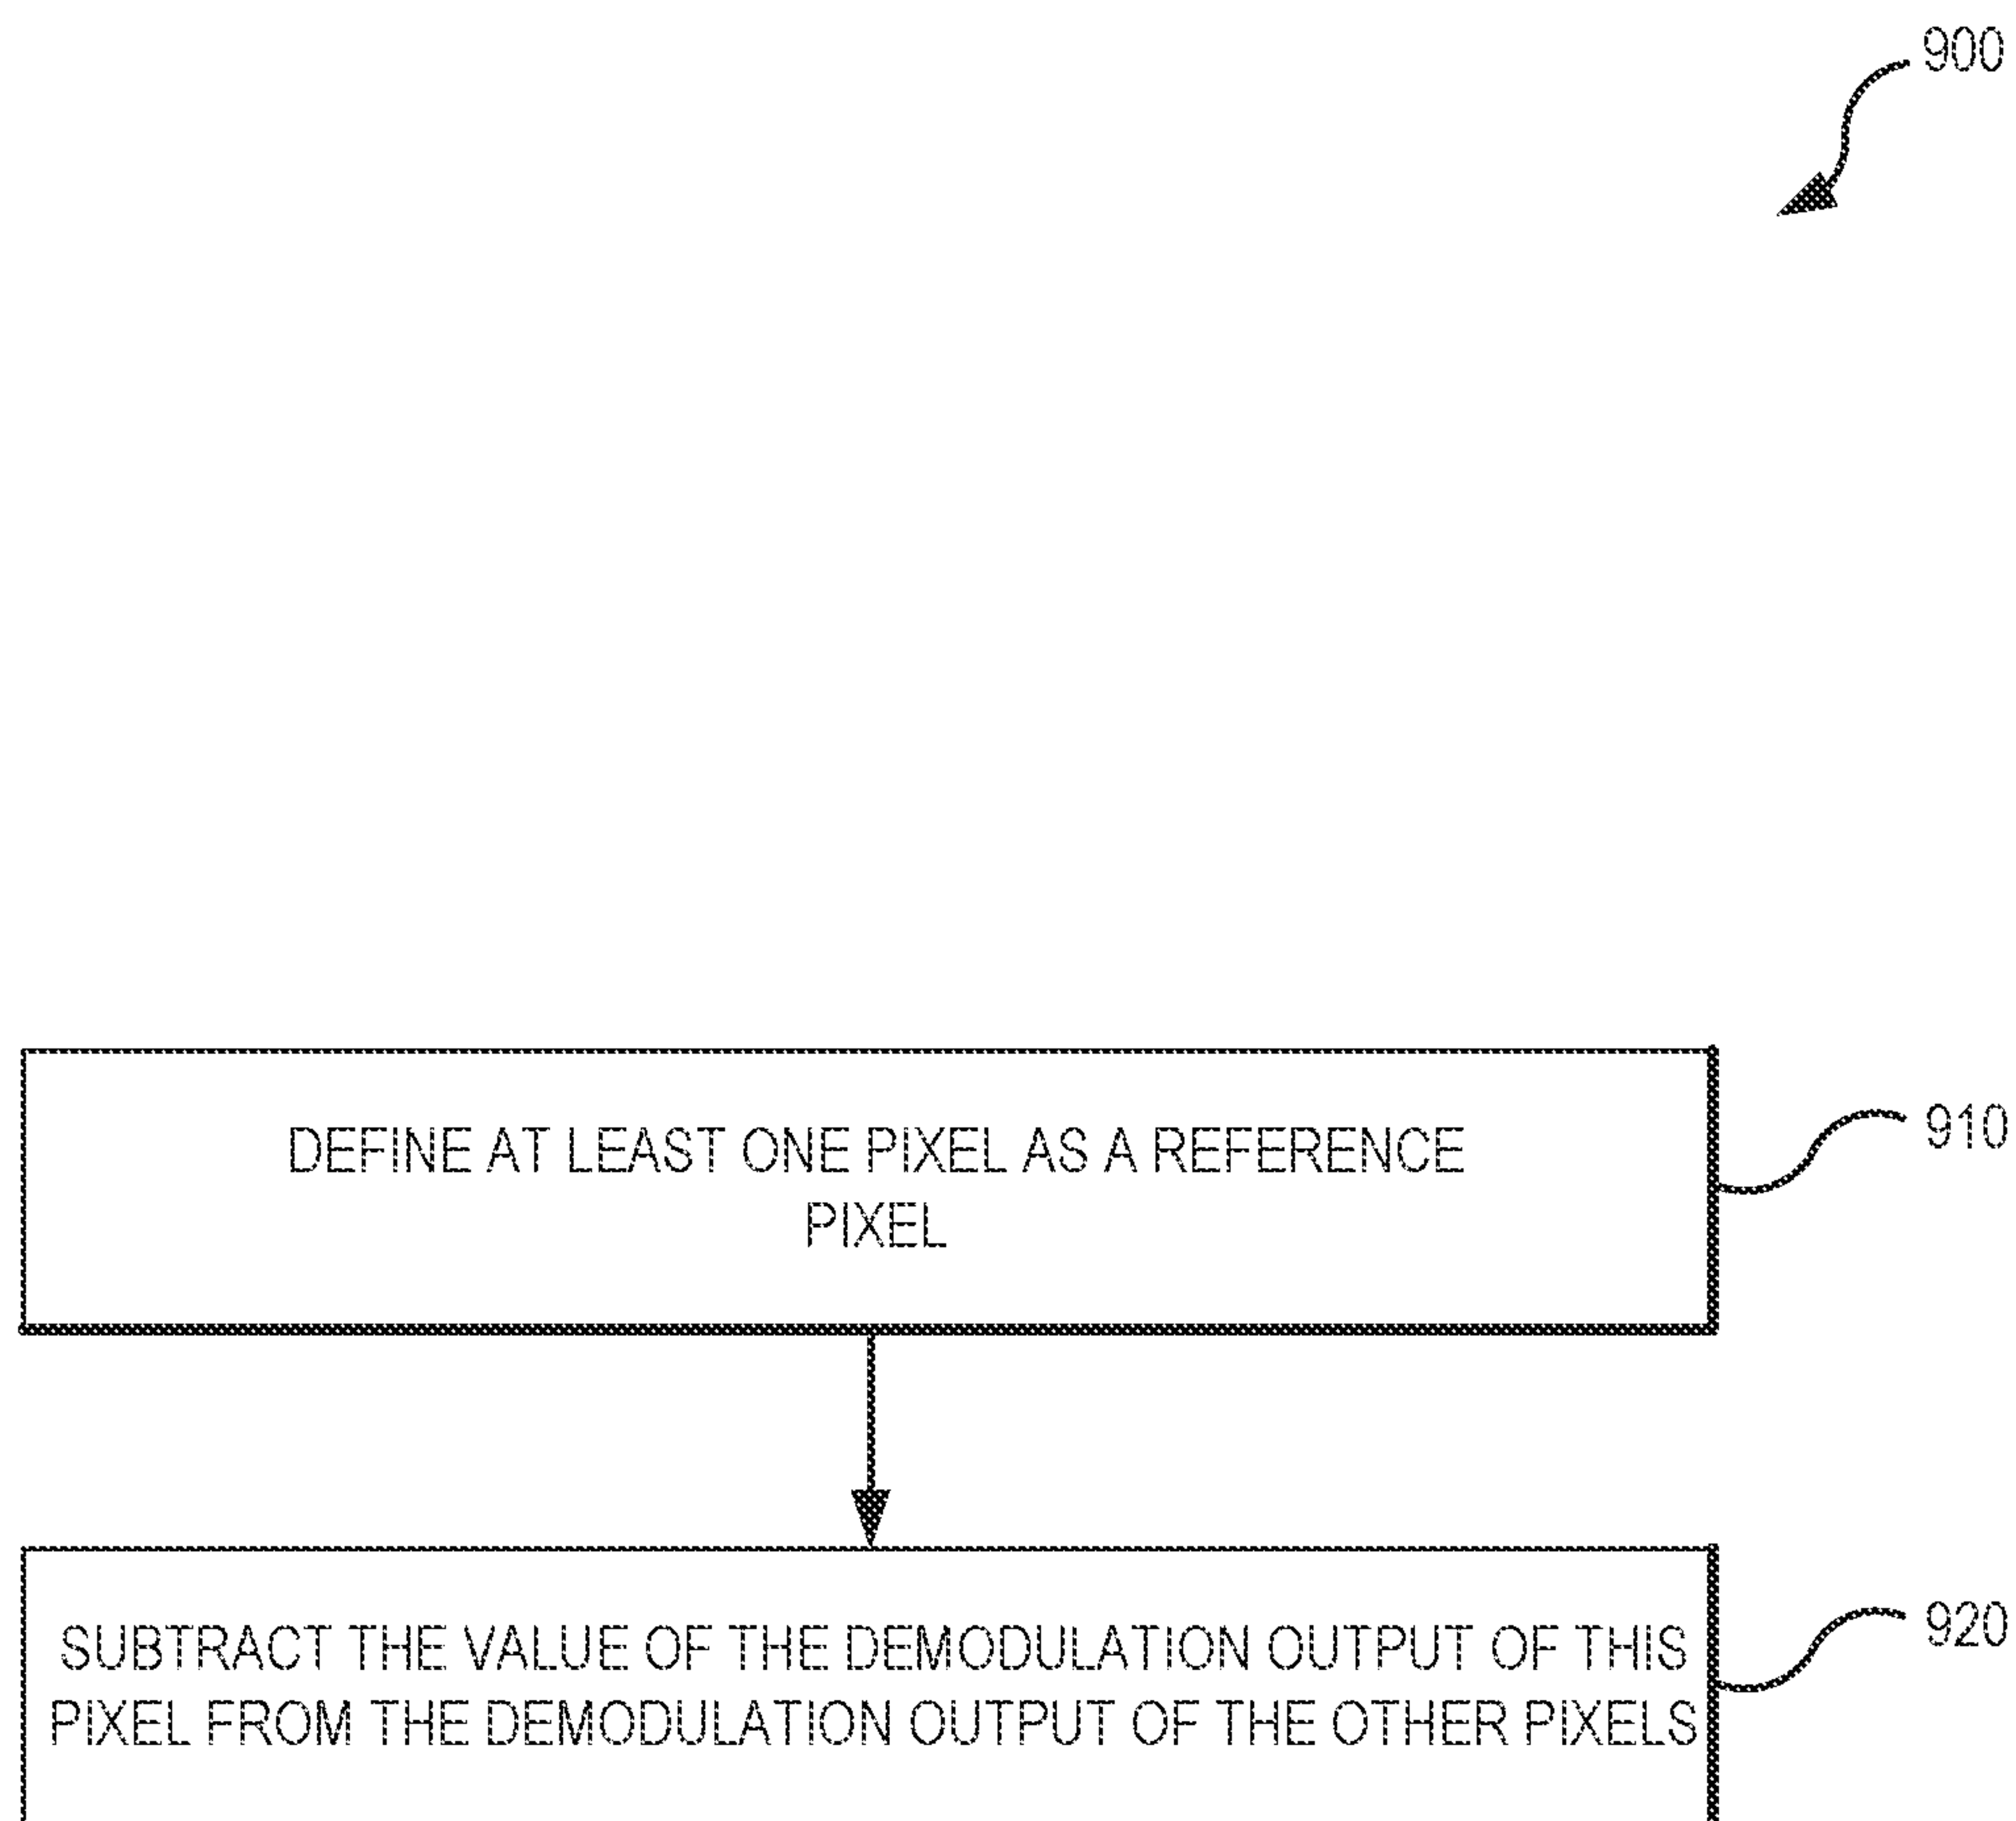 900
DEFINE AT LEAST ONE PIXEL AS A REFERENCE
PIXEL
910
SUBTRACT THE VALUE OF THE DEMODULATION OUTPUT OF THIS
PIXEL FROM THE DEMODULATION OUTPUT OF THE OTHER PIXELS
920